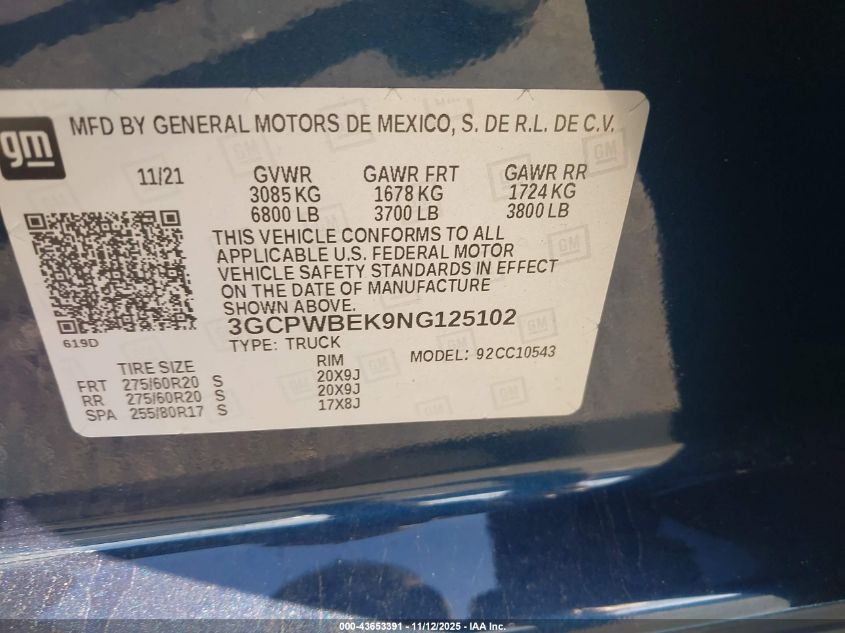 gm
MFD BY GENERAL MOTORS DE MEXICO, S. DE R.L. DE C.V.
11/21 GVWR GAWR FRT GAWR RR
3085 KG 1678 KG 1724 KG
6800 LB 3700 LB 3800 LB
THIS VEHICLE CONFORMS TO ALL
APPLICABLE U.S. FEDERAL MOTOR
VEHICLE SAFETY STANDARDS IN EFFECT
ON THE DATE OF MANUFACTURE
SHOWN ABOVE.
619D
3GCPWBEK9NG125102
TYPE: TRUCK MODEL: 92CC10543
TIRE SIZE RIM
FRT 275/60R20 S 20X9J
RR 275/60R20 S 20X9J
SPA 255/80R17 S 17X8J
000-43653391 - 11/12/2025 - IAA Inc.